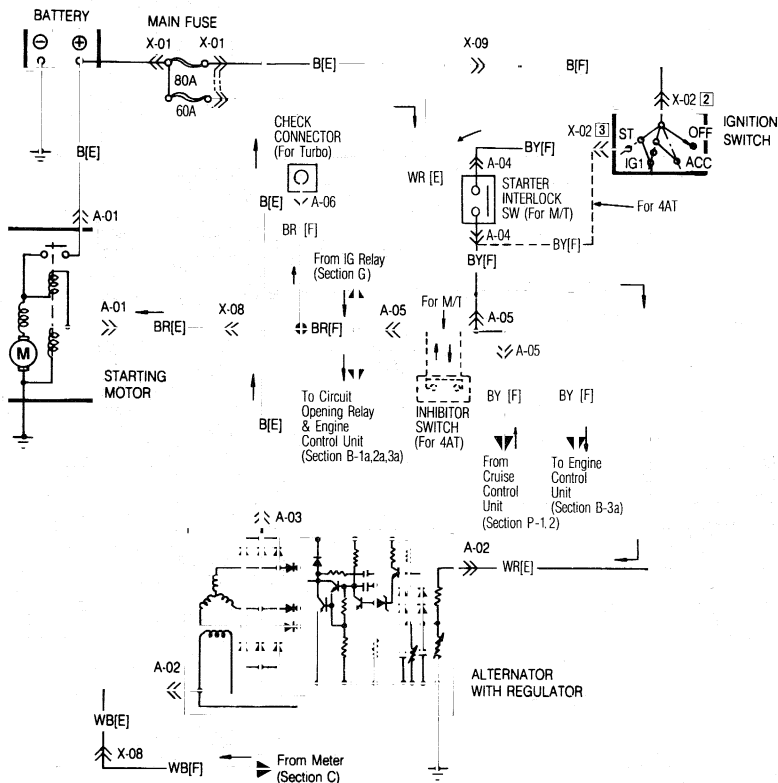 BATTERY
MAIN FUSE
X-01
X-01
X-09
80A
60A
B[E]
B[F]
X-02 2
IGNITION
SWITCH
X-02 3
ST
OFF
IG1
ACC
CHECK
CONNECTOR
(For Turbo)
B[E]
BY[F]
A-04
WR [E]
STARTER
INTERLOCK
SW (For M/T)
For 4AT
B[E]
A-06
BR [F]
A-04
BY[F]
BY[F]
A-01
From IG Relay
(Section G)
A-01
X-08
BR[E]
BR[F]
A-05
For M/T
A-05
A-05
M
STARTING
MOTOR
To Circuit
Opening Relay
& Engine
Control Unit
(Section B-1a,2a,3a)
B[E]
INHIBITOR
SWITCH
(For 4AT)
BY [F]
BY [F]
From
Cruise
Control
Unit
(Section P-1.2)
To Engine
Control
Unit
(Section B-3a)
A-03
A-02
WR[E]
A-02
ALTERNATOR
WITH REGULATOR
WB[E]
X-08
WB[F]
From Meter
(Section C)